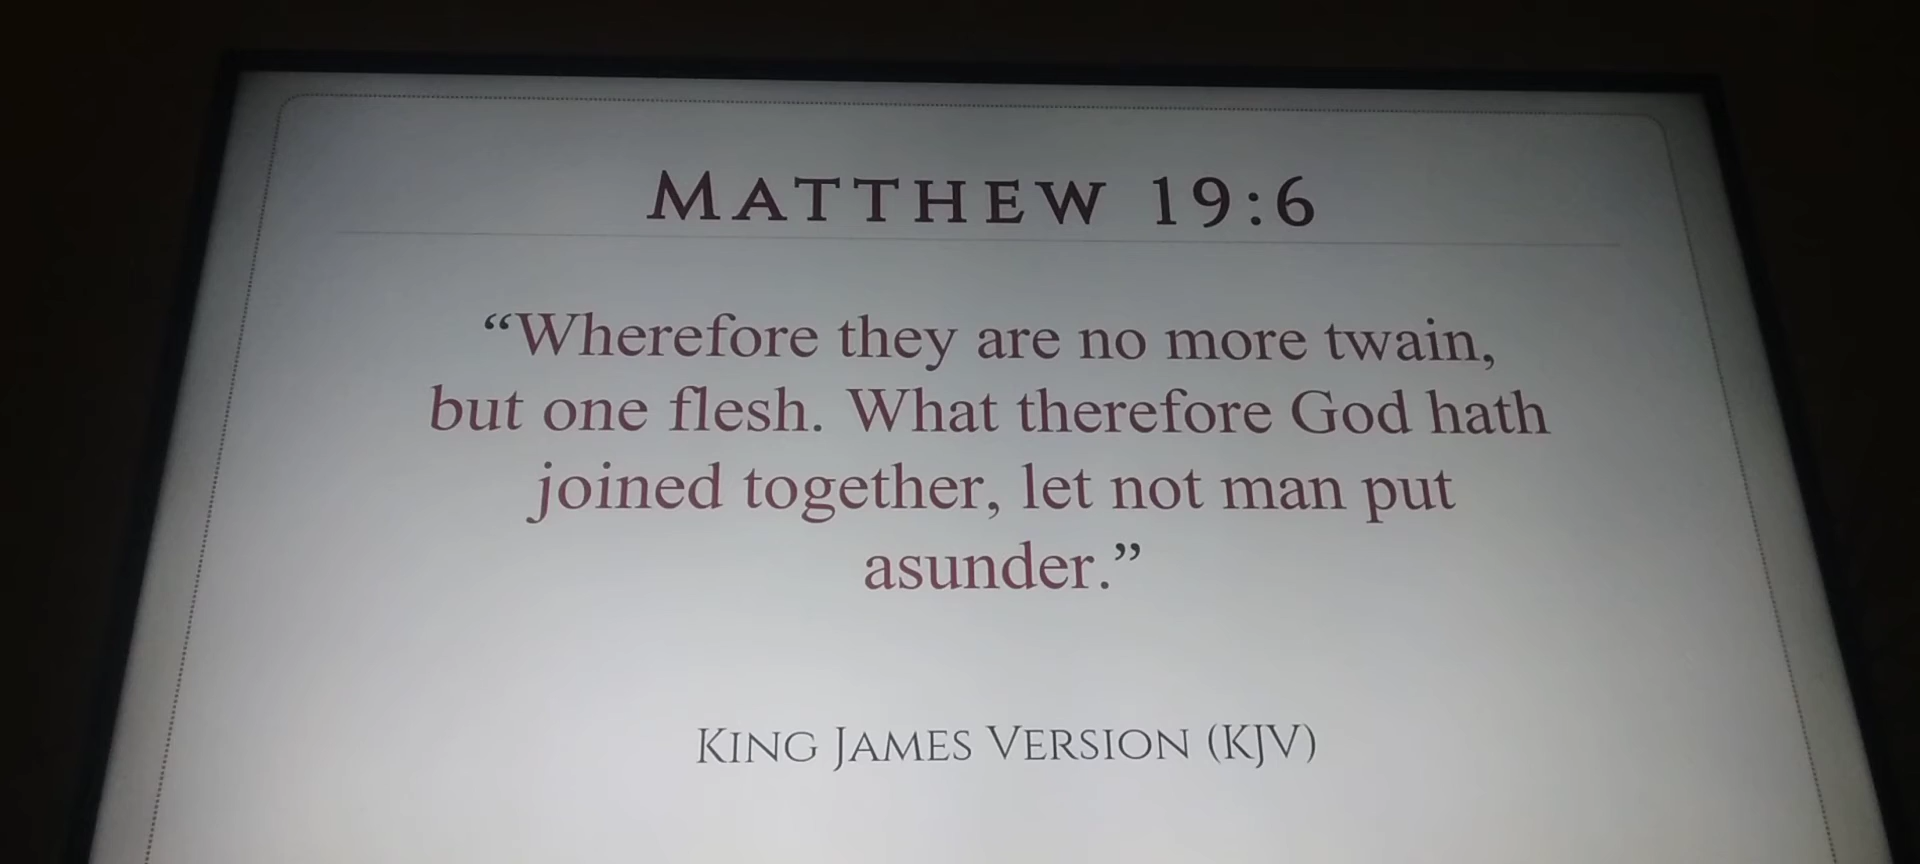 MATTHEW 19:6
“Wherefore they are no more twain,
but one flesh. What therefore God hath
joined together, let not man put
asunder.”
KING JAMES VERSION (KJV)